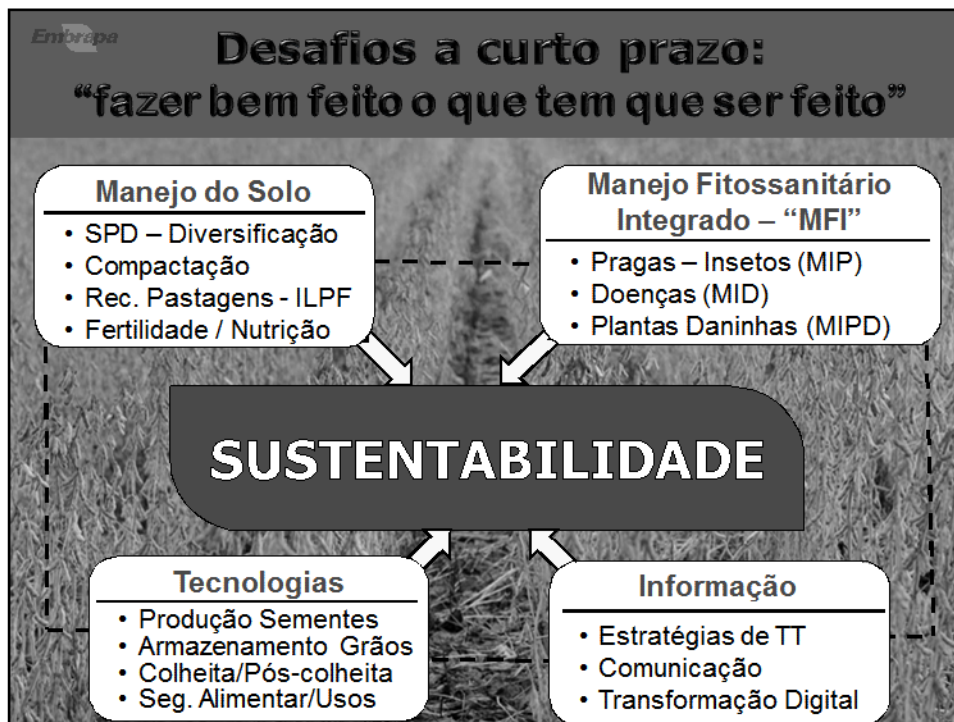 Embrapa
Desafios a curto prazo:
“fazer bem feito o que tem que ser feito”
Manejo do Solo
• SPD – Diversificação
• Compactação
• Rec. Pastagens - ILPF
• Fertilidade / Nutrição
Manejo Fitossanitário
Integrado – “MFI”
• Pragas – Insetos (MIP)
• Doenças (MID)
• Plantas Daninhas (MIPD)
SUSTENTABILIDADE
Tecnologias
• Produção Sementes
• Armazenamento Grãos
• Colheita/Pós-colheita
• Seg. Alimentar/Usos
Informação
• Estratégias de TT
• Comunicação
• Transformação Digital